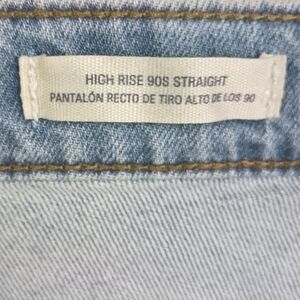 HIGH RISE 90S STRAIGHT
PANTALÓN RECTO DE TIRO ALTO DE LOS 90